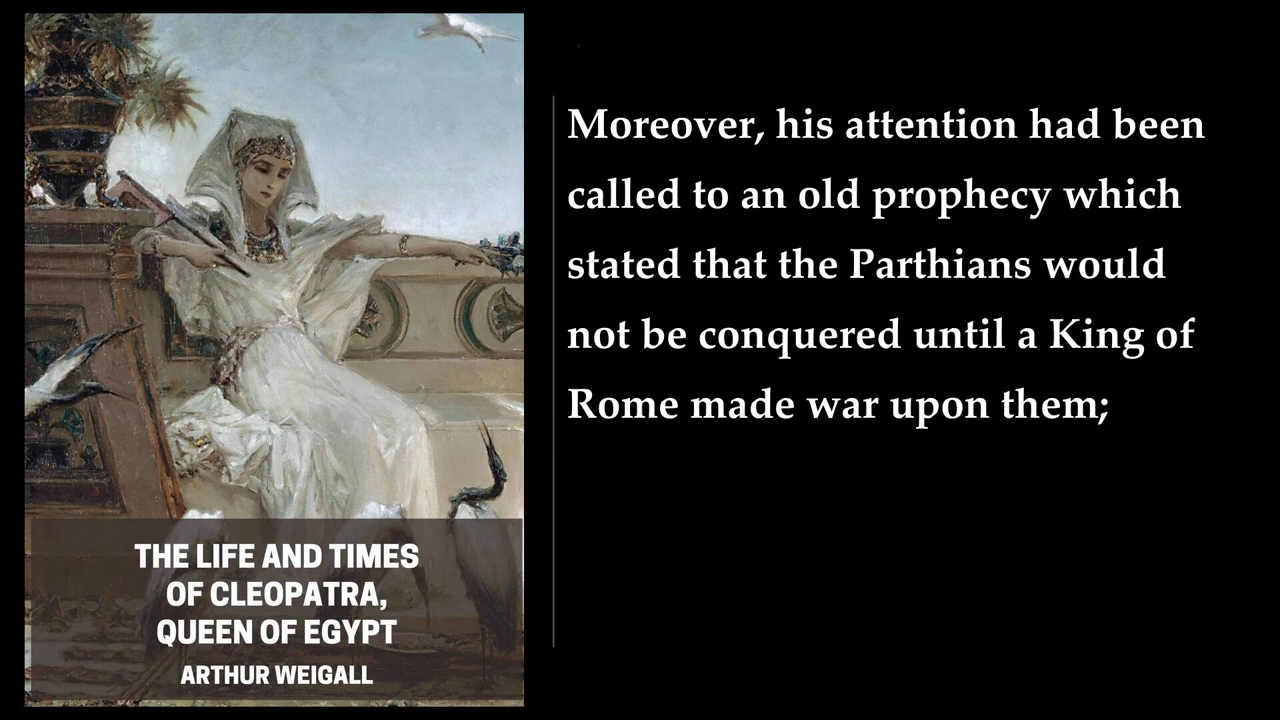 THE LIFE AND TIMES
OF CLEOPATRA,
QUEEN OF EGYPT
ARTHUR WEIGALL
Moreover, his attention had been
called to an old prophecy which
stated that the Parthians would
not be conquered until a King of
Rome made war upon them;